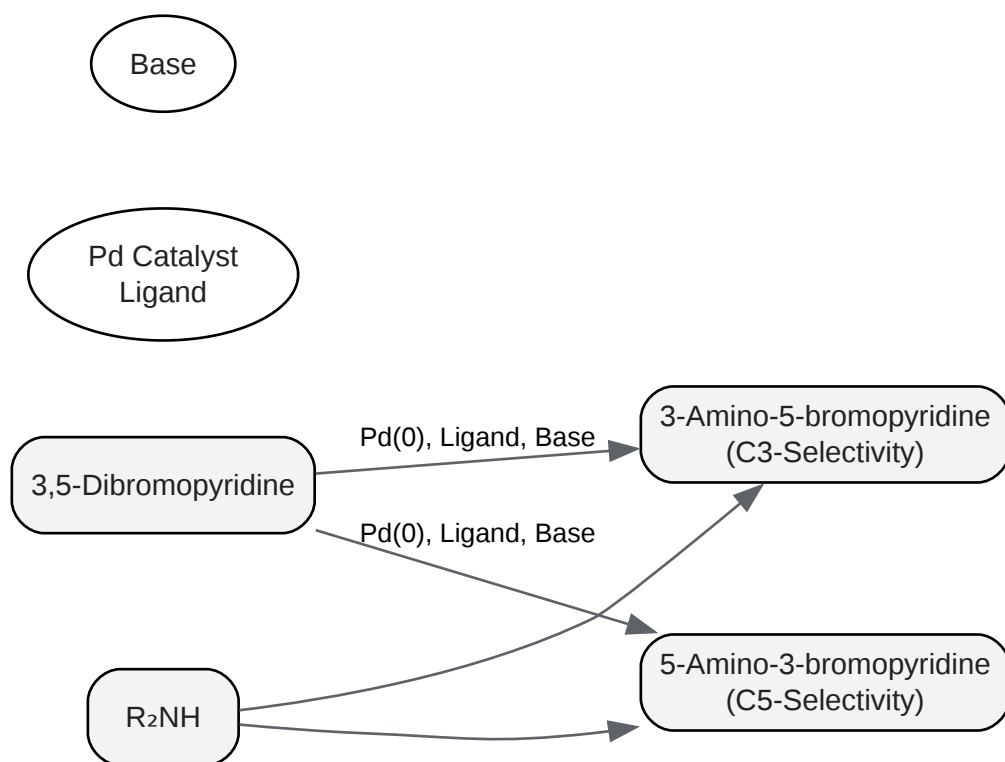 Base
Pd Catalyst
Ligand
3-Amino-5-bromopyridine
(C3-Selectivity)
Pd(0), Ligand, Base
3,5-Dibromopyridine
Pd(0), Ligand, Base
5-Amino-3-bromopyridine
(C5-Selectivity)
R₂NH